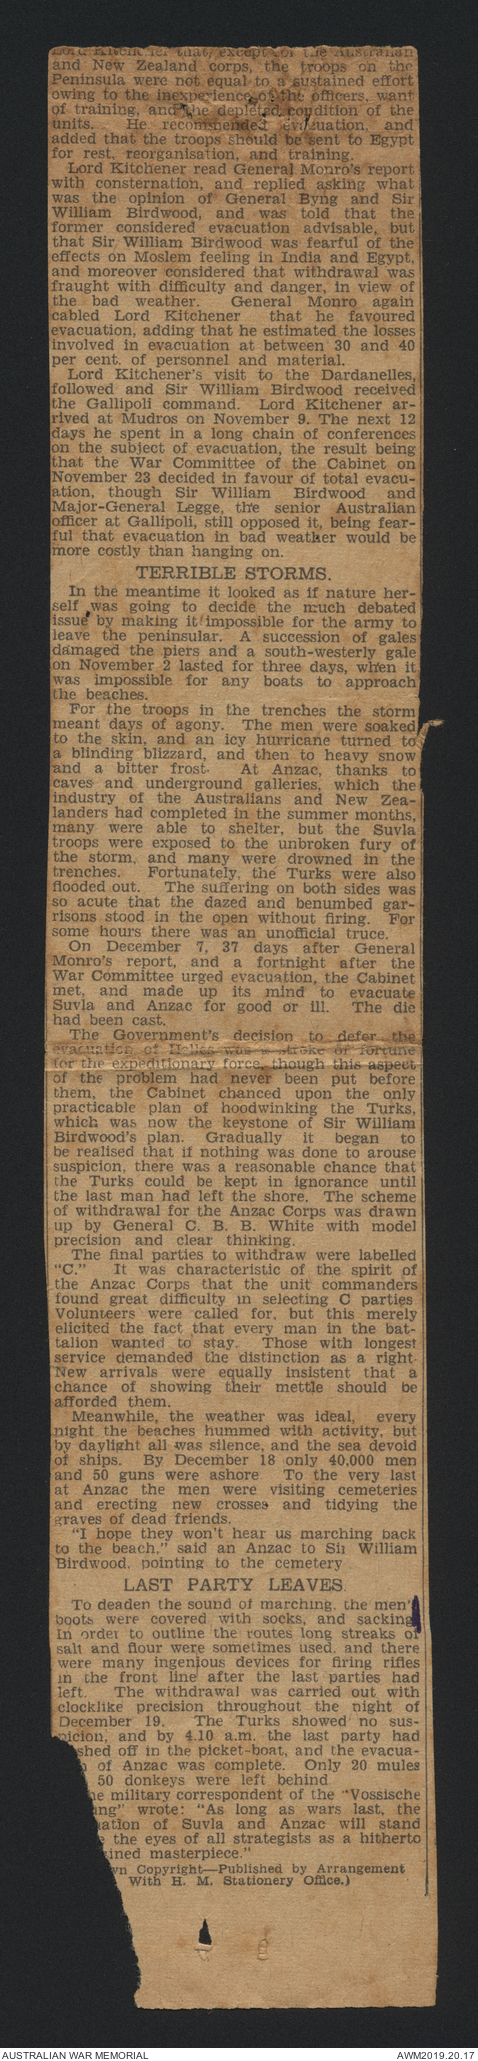 Lord Kitchener that, except for the Australian
and New Zealand corps, the troops on the
Peninsula were not equal to a sustained effort
owing to the inexperience of the officers, want
of training, and the depleted condition of the
units. He recommended evacuation, and
added that the troops should be sent to Egypt
for rest, reorganisation, and training.
Lord Kitchener read General Monro's report
with consternation, and replied asking what
was the opinion of General Byng and Sir
William Birdwood, and was told that the
former considered evacuation advisable, but
that Sir William Birdwood was fearful of the
effects on Moslem feeling in India and Egypt,
and moreover considered that withdrawal was
fraught with difficulty and danger, in view of
the bad weather. General Monro again
cabled Lord Kitchener that he favoured
evacuation, adding that he estimated the losses
involved in evacuation at between 30 and 40
per cent. of personnel and material.
Lord Kitchener's visit to the Dardanelles,
followed and Sir William Birdwood received
the Gallipoli command. Lord Kitchener ar-
rived at Mudros on November 9. The next 12
days he spent in a long chain of conferences
on the subject of evacuation, the result being
that the War Committee of the Cabinet on
November 23 decided in favour of total evacu-
ation, though Sir William Birdwood and
Major-General Legge, the senior Australian
officer at Gallipoli, still opposed it, being fear-
ful that evacuation in bad weather would be
more costly than hanging on.
TERRIBLE STORMS.
In the meantime it looked as if nature her-
self was going to decide the much debated
issue by making it impossible for the army to
leave the peninsular. A succession of gales
damaged the piers and a south-westerly gale
on November 2 lasted for three days, when it
was impossible for any boats to approach
the beaches.
For the troops in the trenches the storm
meant days of agony. The men were soaked
to the skin, and an icy hurricane turned to
a blinding blizzard, and then to heavy snow
and a bitter frost. At Anzac, thanks to
caves and underground galleries, which the
industry of the Australians and New Zea-
landers had completed in the summer months,
many were able to shelter, but the Suvla
troops were exposed to the unbroken fury of
the storm, and many were drowned in the
trenches. Fortunately, the Turks were also
flooded out. The suffering on both sides was
so acute that the dazed and benumbed gar-
risons stood in the open without firing. For
some hours there was an unofficial truce.
On December 7, 37 days after General
Monro's report, and a fortnight after the
War Committee urged evacuation, the Cabinet
met, and made up its mind to evacuate
Suvla and Anzac for good or ill. The die
had been cast.
The Government's decision to defer the
evacuation of Helles was a stroke of fortune
for the expeditionary force, though this aspect
of the problem had never been put before
them, the Cabinet chanced upon the only
practicable plan of hoodwinking the Turks,
which was now the keystone of Sir William
Birdwood's plan. Gradually it began to
be realised that if nothing was done to arouse
suspicion, there was a reasonable chance that
the Turks could be kept in ignorance until
the last man had left the shore. The scheme
of withdrawal for the Anzac Corps was drawn
up by General C. B. B. White with model
precision and clear thinking.
The final parties to withdraw were labelled
"C." It was characteristic of the spirit of
the Anzac Corps that the unit commanders
found great difficulty in selecting C parties
Volunteers were called for, but this merely
elicited the fact that every man in the bat-
talion wanted to stay. Those with longest
service demanded the distinction as a right.
New arrivals were equally insistent that a
chance of showing their mettle should be
afforded them.
Meanwhile, the weather was ideal, every
night the beaches hummed with activity, but
by daylight all was silence, and the sea devoid
of ships. By December 18 only 40,000 men
and 50 guns were ashore To the very last
at Anzac the men were visiting cemeteries
and erecting new crosses and tidying the
graves of dead friends.
"I hope they won't hear us marching back
to the beach," said an Anzac to Sir William
Birdwood, pointing to the cemetery
LAST PARTY LEAVES.
To deaden the sound of marching, the men's
boots were covered with socks, and sacking
In order to outline the routes long streaks of
salt and flour were sometimes used, and there
were many ingenious devices for firing rifles
in the front line after the last parties had
left. The withdrawal was carried out with
clocklike precision throughout the night of
December 19. The Turks showed no sus-
picion, and by 4.10 a.m. the last party had
shed off in the picket-boat, and the evacua-
of Anzac was complete. Only 20 mules
50 donkeys were left behind
he military correspondent of the "Vossische
ung" wrote: "As long as wars last, the
ation of Suvla and Anzac will stand
the eyes of all strategists as a hitherto
ined masterpiece."
wn Copyright—Published by Arrangement
With H. M. Stationery Office.)
AUSTRALIAN WAR MEMORIAL
AWM2019.20.17